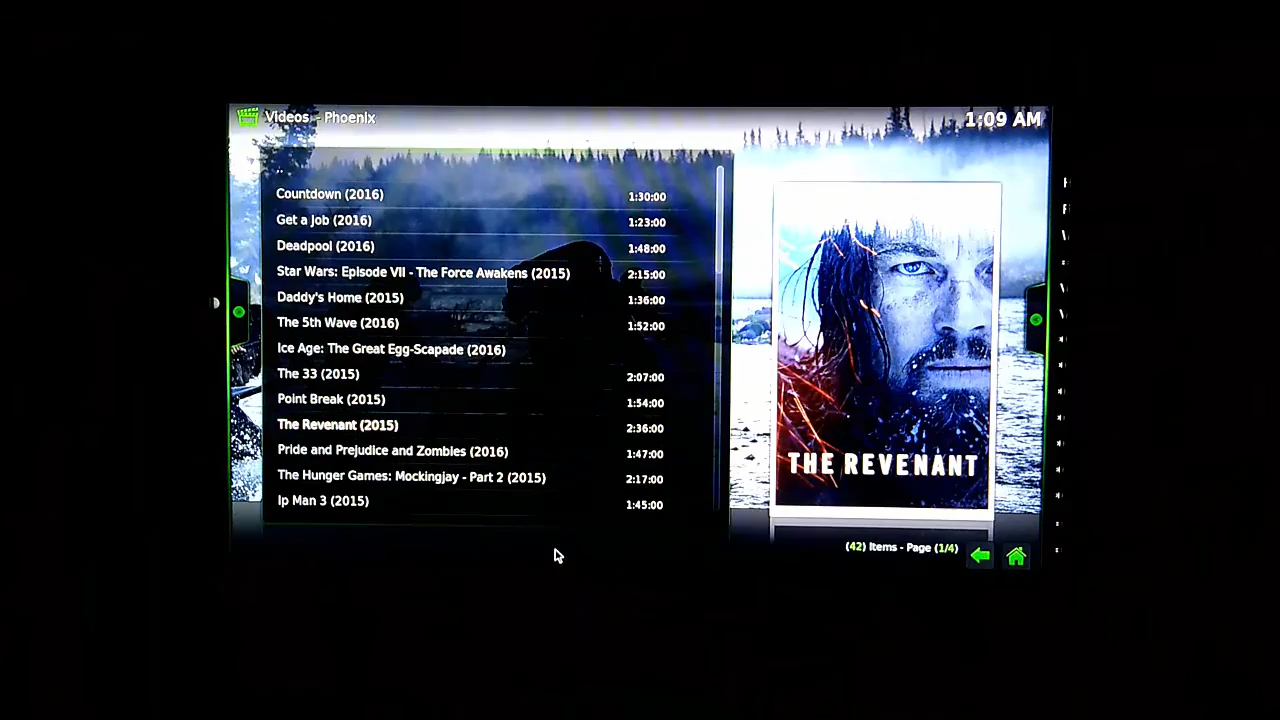 Videos - Phoenix
1:09 AM
Countdown (2016) 1:30:00
Get a Job (2016) 1:23:00
Deadpool (2016) 1:48:00
Star Wars: Episode VII - The Force Awakens (2015) 2:15:00
Daddy's Home (2015) 1:36:00
The 5th Wave (2016) 1:52:00
Ice Age: The Great Egg-Scapade (2016)
The 33 (2015) 2:07:00
Point Break (2015) 1:54:00
The Revenant (2015) 2:36:00
Pride and Prejudice and Zombies (2016) 1:47:00
The Hunger Games: Mockingjay - Part 2 (2015) 2:17:00
Ip Man 3 (2015) 1:45:00
THE REVENANT
(42) Items - Page (1/4)